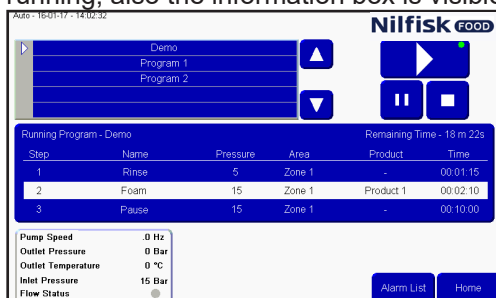 running, also the information box is visible
Auto - 16-01-17 - 14:02:32
Nilfisk FOOD
Demo
Program 1
Program 2
Running Program - Demo Remaining Time - 18 m 22s
Step Name Pressure Area Product Time
1 Rinse 5 Zone 1 - 00:01:15
2 Foam 15 Zone 1 Product 1 00:02:10
3 Pause 15 Zone 1 - 00:10:00
Pump Speed .0 Hz
Outlet Pressure 0 Bar
Outlet Temperature 0 °C
Inlet Pressure 15 Bar
Flow Status
Alarm List Home